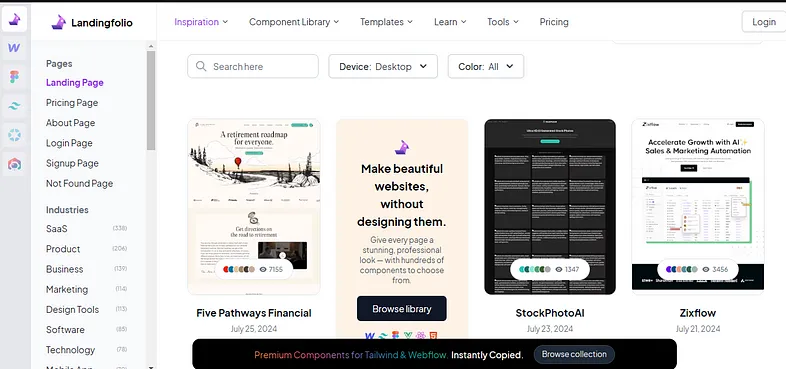 Landingfolio
Inspiration
Component Library
Templates
Learn
Tools
Pricing
Login
Pages
Landing Page
Pricing Page
About Page
Login Page
Signup Page
Not Found Page
Industries
SaaS (338)
Product (206)
Business (139)
Marketing (114)
Design Tools (113)
Software (85)
Technology (78)
Mobile App
Search here
Device: Desktop
Color: All
A retirement roadmap
for everyone.
Get directions on
the road to retirement
7155
Five Pathways Financial
July 25, 2024
Make beautiful
websites,
without
designing them.
Give every page a
stunning, professional
look — with hundreds of
components to choose
from.
Browse library
1347
StockPhotoAI
July 23, 2024
Zixflow
Accelerate Growth with AI✨
Sales & Marketing Automation
3456
Zixflow
July 21, 2024
Premium Components for Tailwind & Webflow. Instantly Copied.
Browse collection